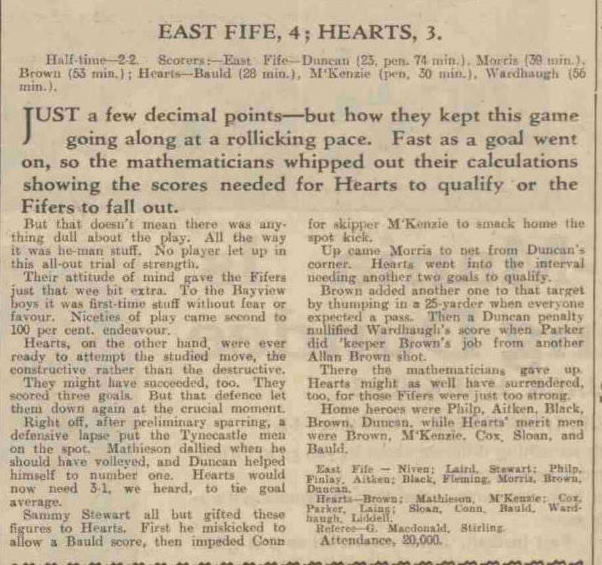 EAST FIFE, 4; HEARTS, 3.
Half-time—2-2. Scorers:—East Fife—Duncan (23, pen. 74 min.), Morris (39 min.),
Brown (53 min.); Hearts—Bauld (28 min.), M'Kenzie (pen, 30 min.), Wardhaugh (56
min.).
JUST a few decimal points—but how they kept this game
going along at a rollicking pace. Fast as a goal went
on, so the mathematicians whipped out their calculations
showing the scores needed for Hearts to qualify or the
Fifers to fall out.
But that doesn't mean there was any-
thing dull about the play. All the way
it was he-man stuff. No player let up in
this all-out trial of strength.
Their attitude of mind gave the Fifers
just that wee bit extra. To the Bayview
boys it was first-time stuff without fear or
favour. Niceties of play came second to
100 per cent. endeavour.
Hearts, on the other hand, were ever
ready to attempt the studied move, the
constructive rather than the destructive.
They might have succeeded, too. They
scored three goals. But that defence let
them down again at the crucial moment.
Right off, after preliminary sparring, a
defensive lapse put the Tynecastle men
on the spot. Mathieson dallied when he
should have volleyed, and Duncan helped
himself to number one. Hearts would
now need 3-1, we heard, to tie goal
average.
Sammy Stewart all but gifted these
figures to Hearts. First he miskicked to
allow a Bauld score, then impeded Conn
for skipper M'Kenzie to smack home the
spot kick.
Up came Morris to net from Duncan's
corner. Hearts went into the interval
needing another two goals to qualify.
Brown added another one to that target
by thumping in a 25-yarder when everyone
expected a pass. Then a Duncan penalty
nullified Wardhaugh's score when Parker
did 'keeper Brown's job from another
Allan Brown shot.
There the mathematicians gave up.
Hearts might as well have surrendered,
too, for those Fifers were just too strong.
Home heroes were Philp, Aitken, Black,
Brown, Duncan, while Hearts' merit men
were Brown, M'Kenzie, Cox, Sloan, and
Bauld.
East Fife — Niven; Laird, Stewart; Philp,
Finlay, Aitken; Black, Fleming, Morris, Brown,
Duncan.
Hearts—Brown; Mathieson, M'Kenzie; Cox,
Parker, Laing; Sloan, Conn, Bauld, Ward-
haugh, Liddell.
Referee—G. Macdonald, Stirling.
Attendance, 20,000.